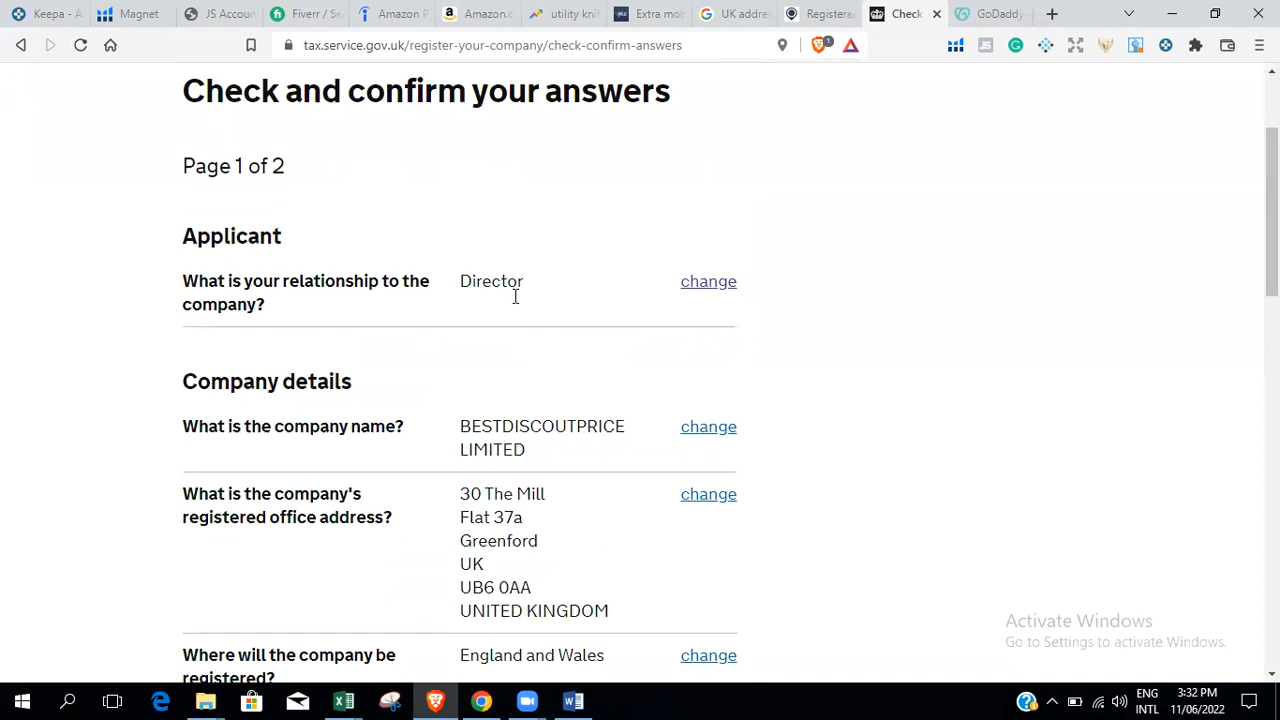 Keepa - A
Magnet
JS Accoun
Fiverr / Se
Amazon P
Amazon.c
utility knif
Extra mob
UK addre
Registere
Check
GoDaddy
tax.service.gov.uk/register-your-company/check-confirm-answers
1
Check and confirm your answers
Page 1 of 2
Applicant
What is your relationship to the Director change
company?
Company details
What is the company name? BESTDISCOUTPRICE change
LIMITED
What is the company's 30 The Mill change
registered office address? Flat 37a
Greenford
UK
UB6 0AA
UNITED KINGDOM
Where will the company be England and Wales change
registered?
Activate Windows
Go to Settings to activate Windows.
ENG 3:32 PM
INTL 11/06/2022